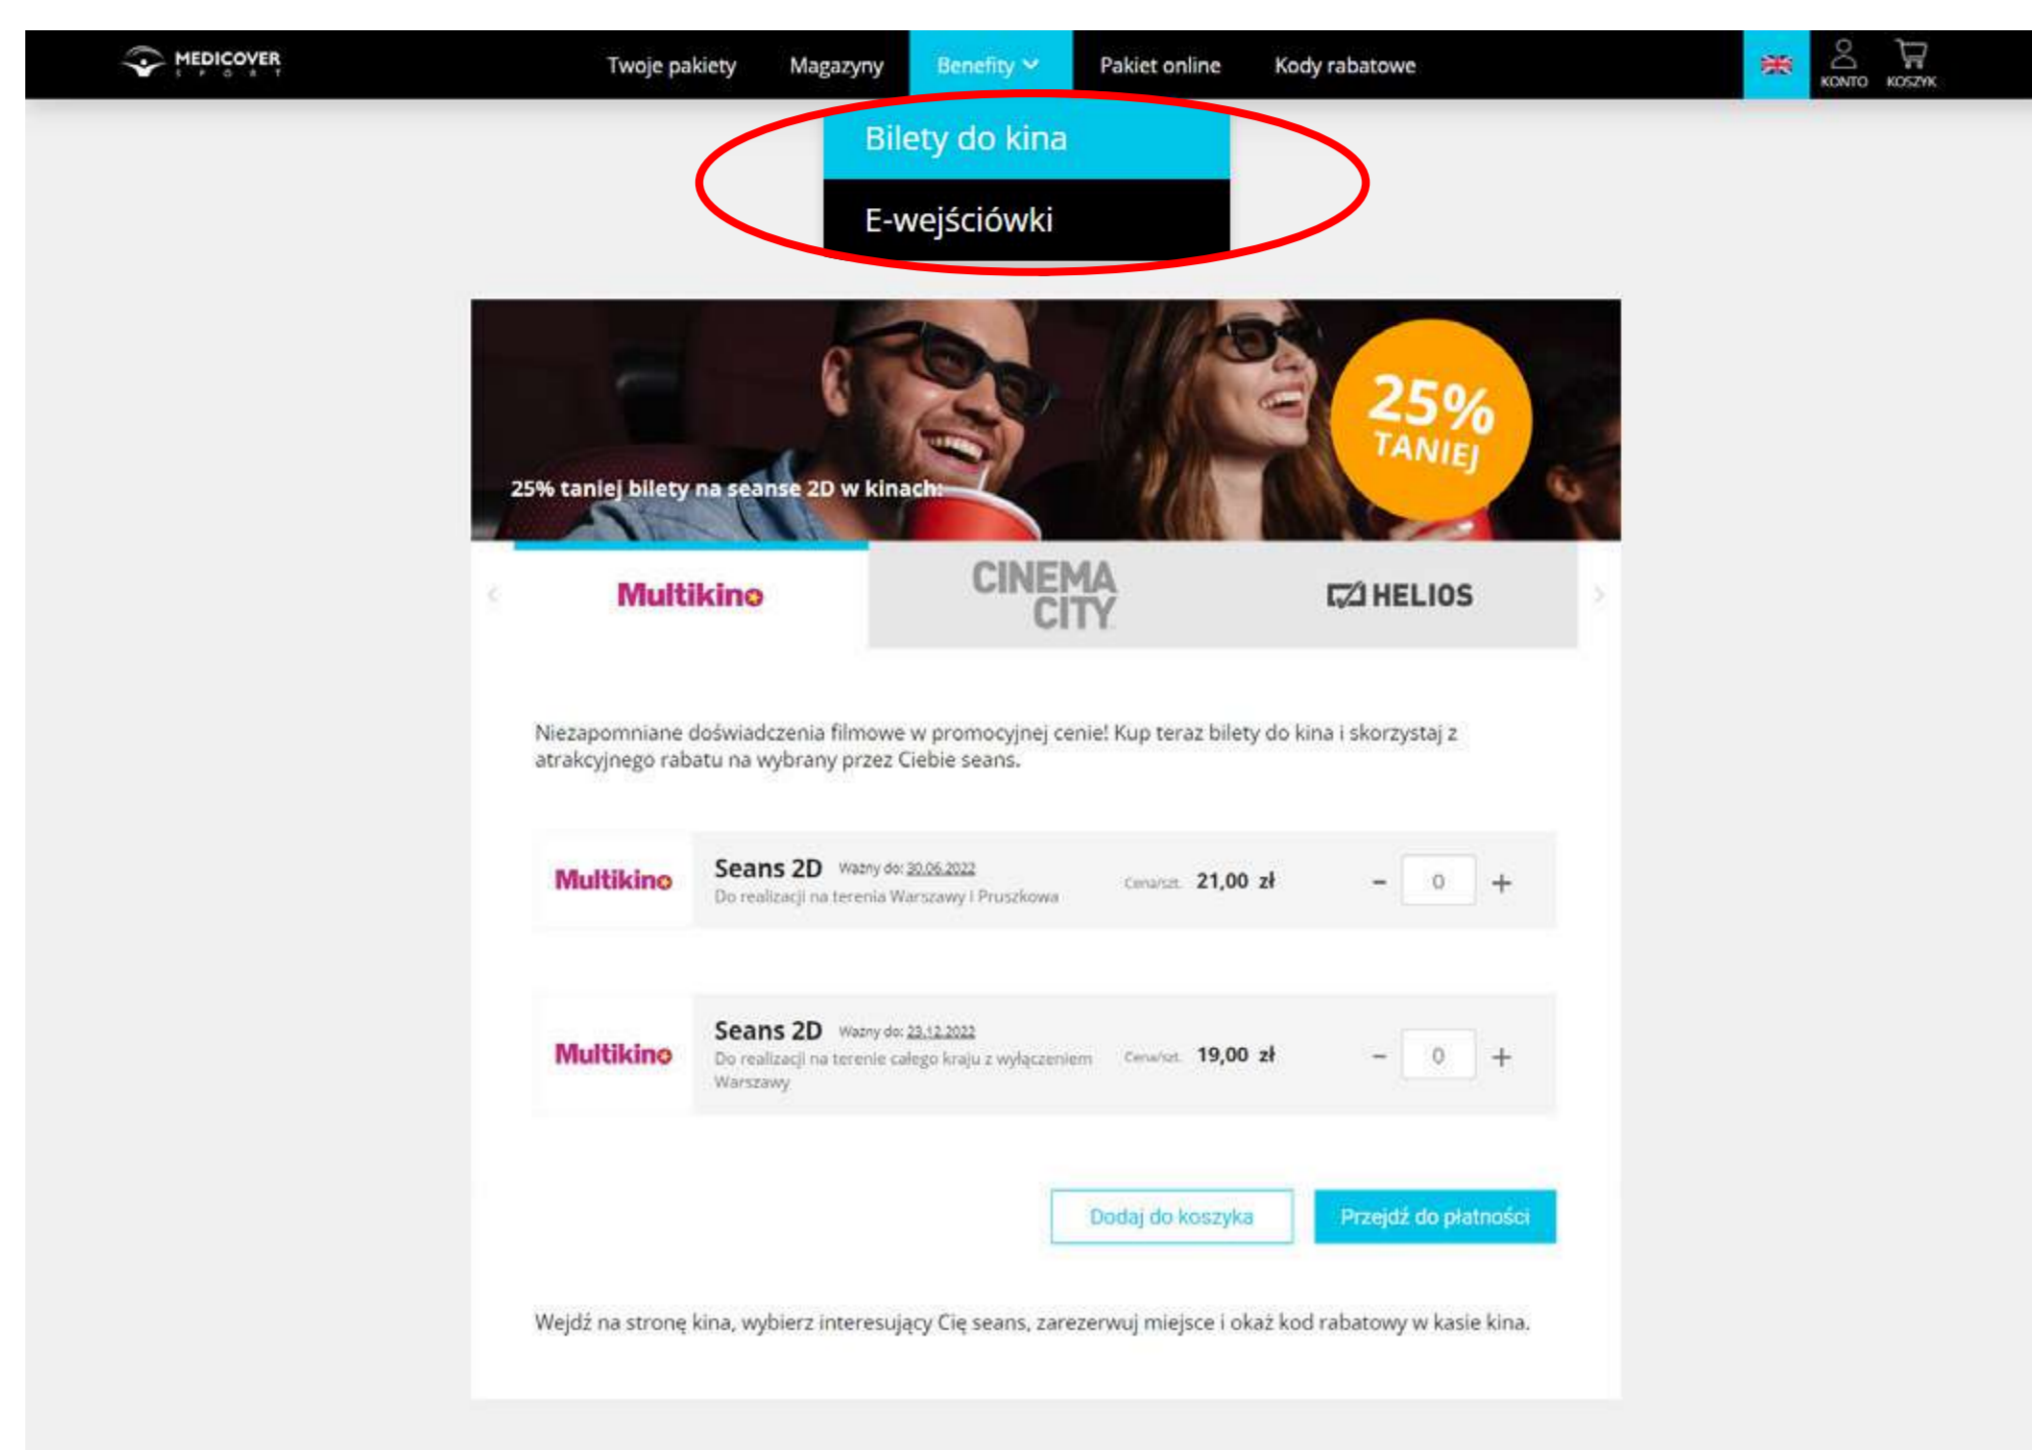 MEDICOVER
SPORT
Twoje pakiety
Magazyny
Benefity
Pakiet online
Kody rabatowe
KONTO
KOSZYK
Bilety do kina
E-wejściówki
25%
TANIEJ
25% taniej bilety na seanse 2D w kinach:
Multikino
CINEMA
CITY
HELIOS
Niezapomniane doświadczenia filmowe w promocyjnej cenie! Kup teraz bilety do kina i skorzystaj z
atrakcyjnego rabatu na wybrany przez Ciebie seans.
Multikino
Seans 2D Ważny do: 30.06.2022
Do realizacji na terenia Warszawy i Pruszkowa
Cena/szt. 21,00 zł
- 0 +
Multikino
Seans 2D Ważny do: 23.12.2022
Do realizacji na terenie całego kraju z wyłączeniem
Warszawy
Cena/szt. 19,00 zł
- 0 +
Dodaj do koszyka
Przejdź do płatności
Wejdź na stronę kina, wybierz interesujący Cię seans, zarezerwuj miejsce i okaż kod rabatowy w kasie kina.